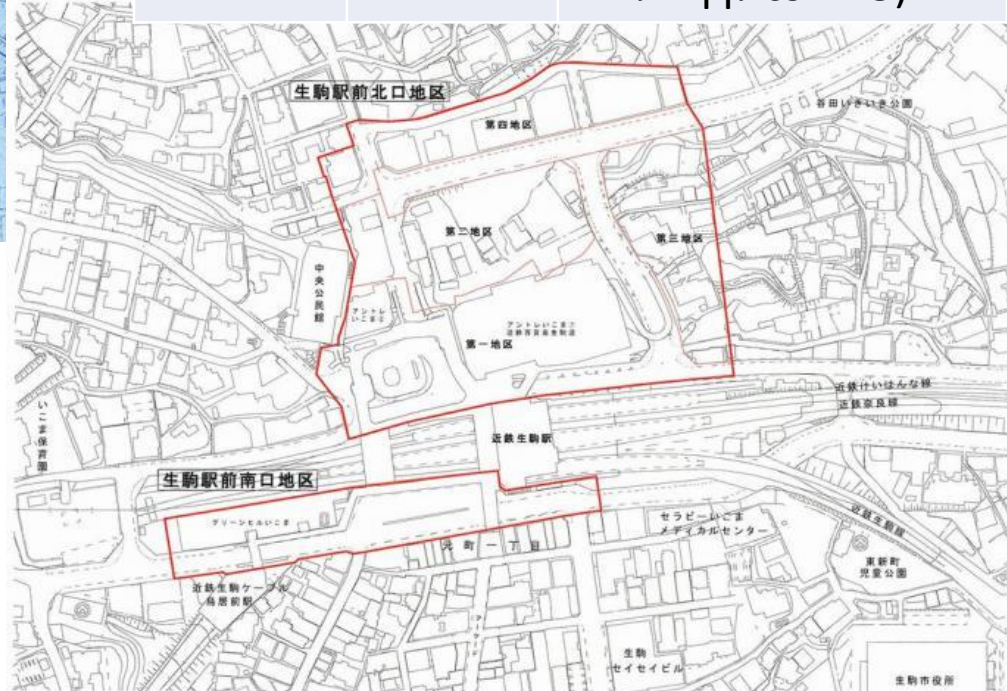 生駒駅前北口地区
谷田いきいき公園
第四地区
第二地区
第三地区
中央公民館
アントレ
いこま②
アントレいこま①
近鉄百貨店生駒店
第一地区
近鉄けいはんな線
近鉄奈良線
いこま保育園
近鉄生駒駅
生駒駅前南口地区
グリーンヒルいこま
セラビーいこま
メディカルセンター
近鉄生駒線
元町一丁目
東新町
児童公園
近鉄生駒ケーブル
鳥居前駅
生駒
セイセイビル
生駒市役所